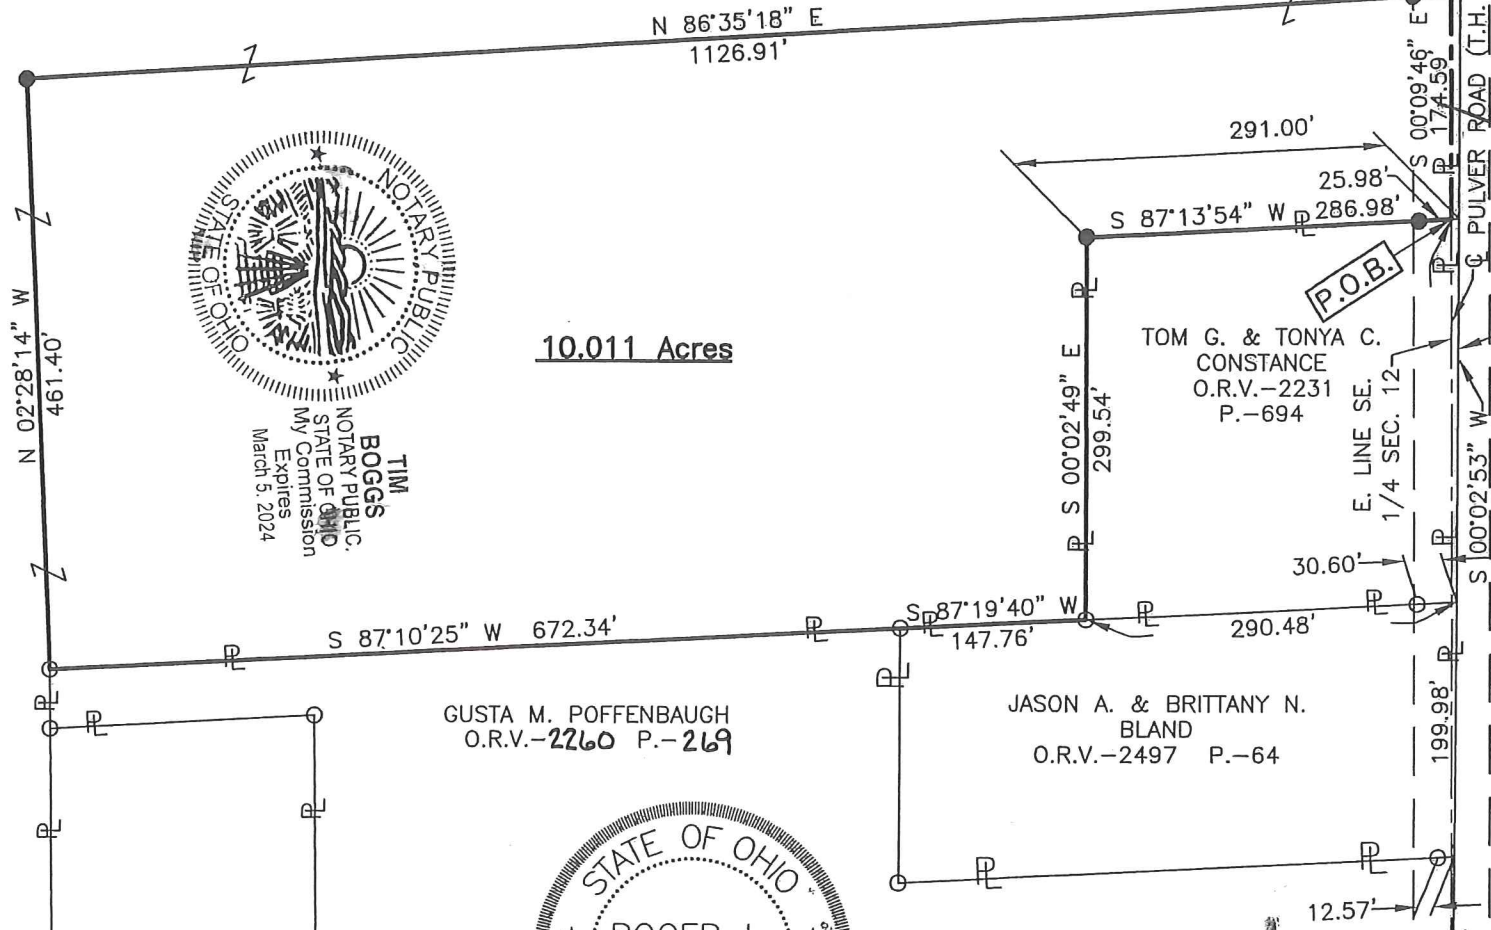 N 86°35'18" E
1126.91'
S 00°09'46" E
174.59'
PULVER ROAD (T.H.
291.00'
25.98'
S 87°13'54" W 286.98'
P.O.B.
NOTARY PUBLIC
STATE OF OHIO
N 02°28'14" W
461.40'
10.011 Acres
TOM G. & TONYA C.
CONSTANCE
O.R.V.-2231
P.-694
E. LINE SE.
1/4 SEC. 12
S 00°02'49" E
299.54'
S 00°02'53" W
TIM
BOGGS
NOTARY PUBLIC.
STATE OF OHIO
My Commission
Expires
March 5, 2024
30.60'
S 87°10'25" W 672.34'
S 87°19'40" W
147.76'
290.48'
GUSTA M. POFFENBAUGH
O.R.V.-2260 P.-269
JASON A. & BRITTANY N.
BLAND
O.R.V.-2497 P.-64
199.98'
12.57'
STATE OF OHIO